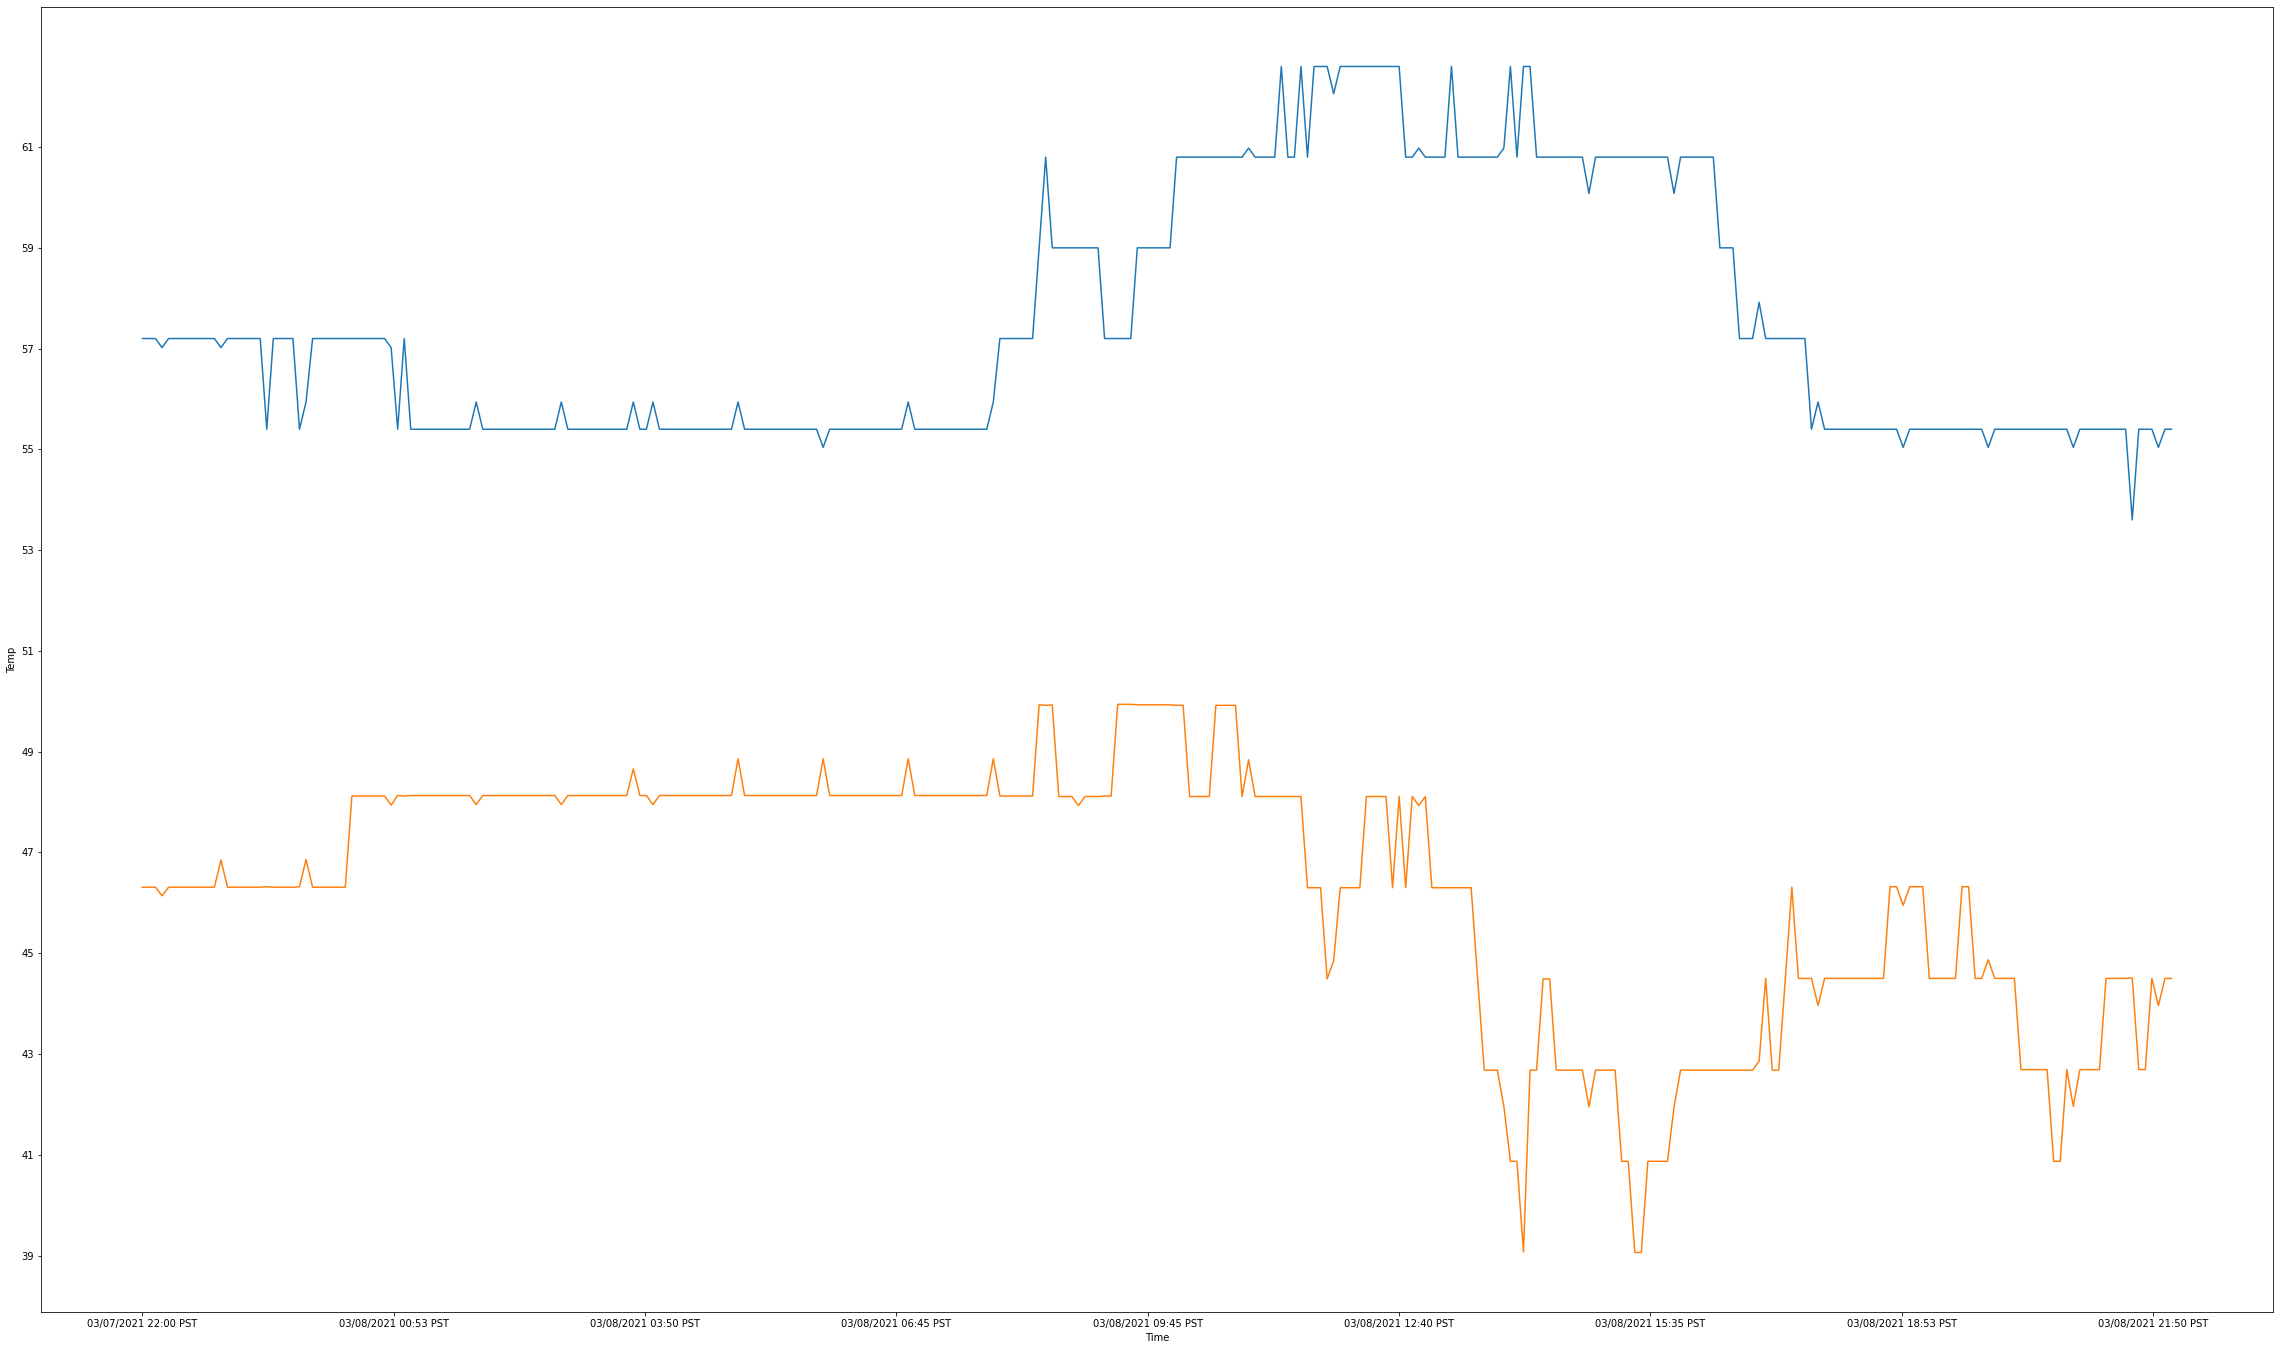 61
59
57
55
53
51
49
47
45
43
41
39
Temp
03/07/2021 22:00 PST
03/08/2021 00:53 PST
03/08/2021 03:50 PST
03/08/2021 06:45 PST
03/08/2021 09:45 PST
03/08/2021 12:40 PST
03/08/2021 15:35 PST
03/08/2021 18:53 PST
03/08/2021 21:50 PST
Time